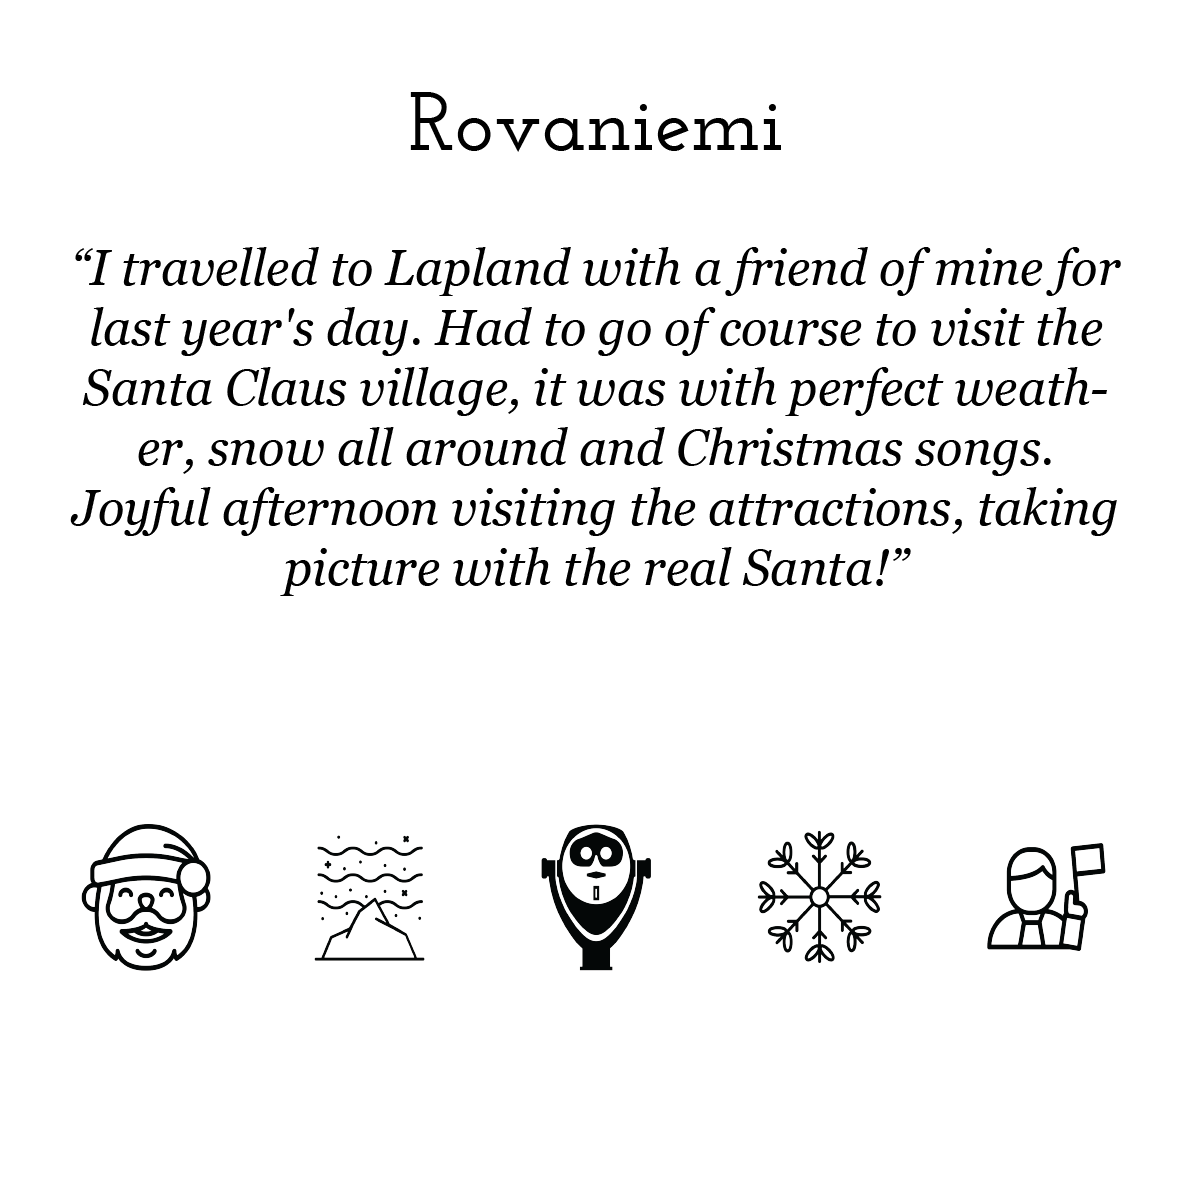 Rovaniemi
“I travelled to Lapland with a friend of mine for
last year's day. Had to go of course to visit the
Santa Claus village, it was with perfect weath-
er, snow all around and Christmas songs.
Joyful afternoon visiting the attractions, taking
picture with the real Santa!”